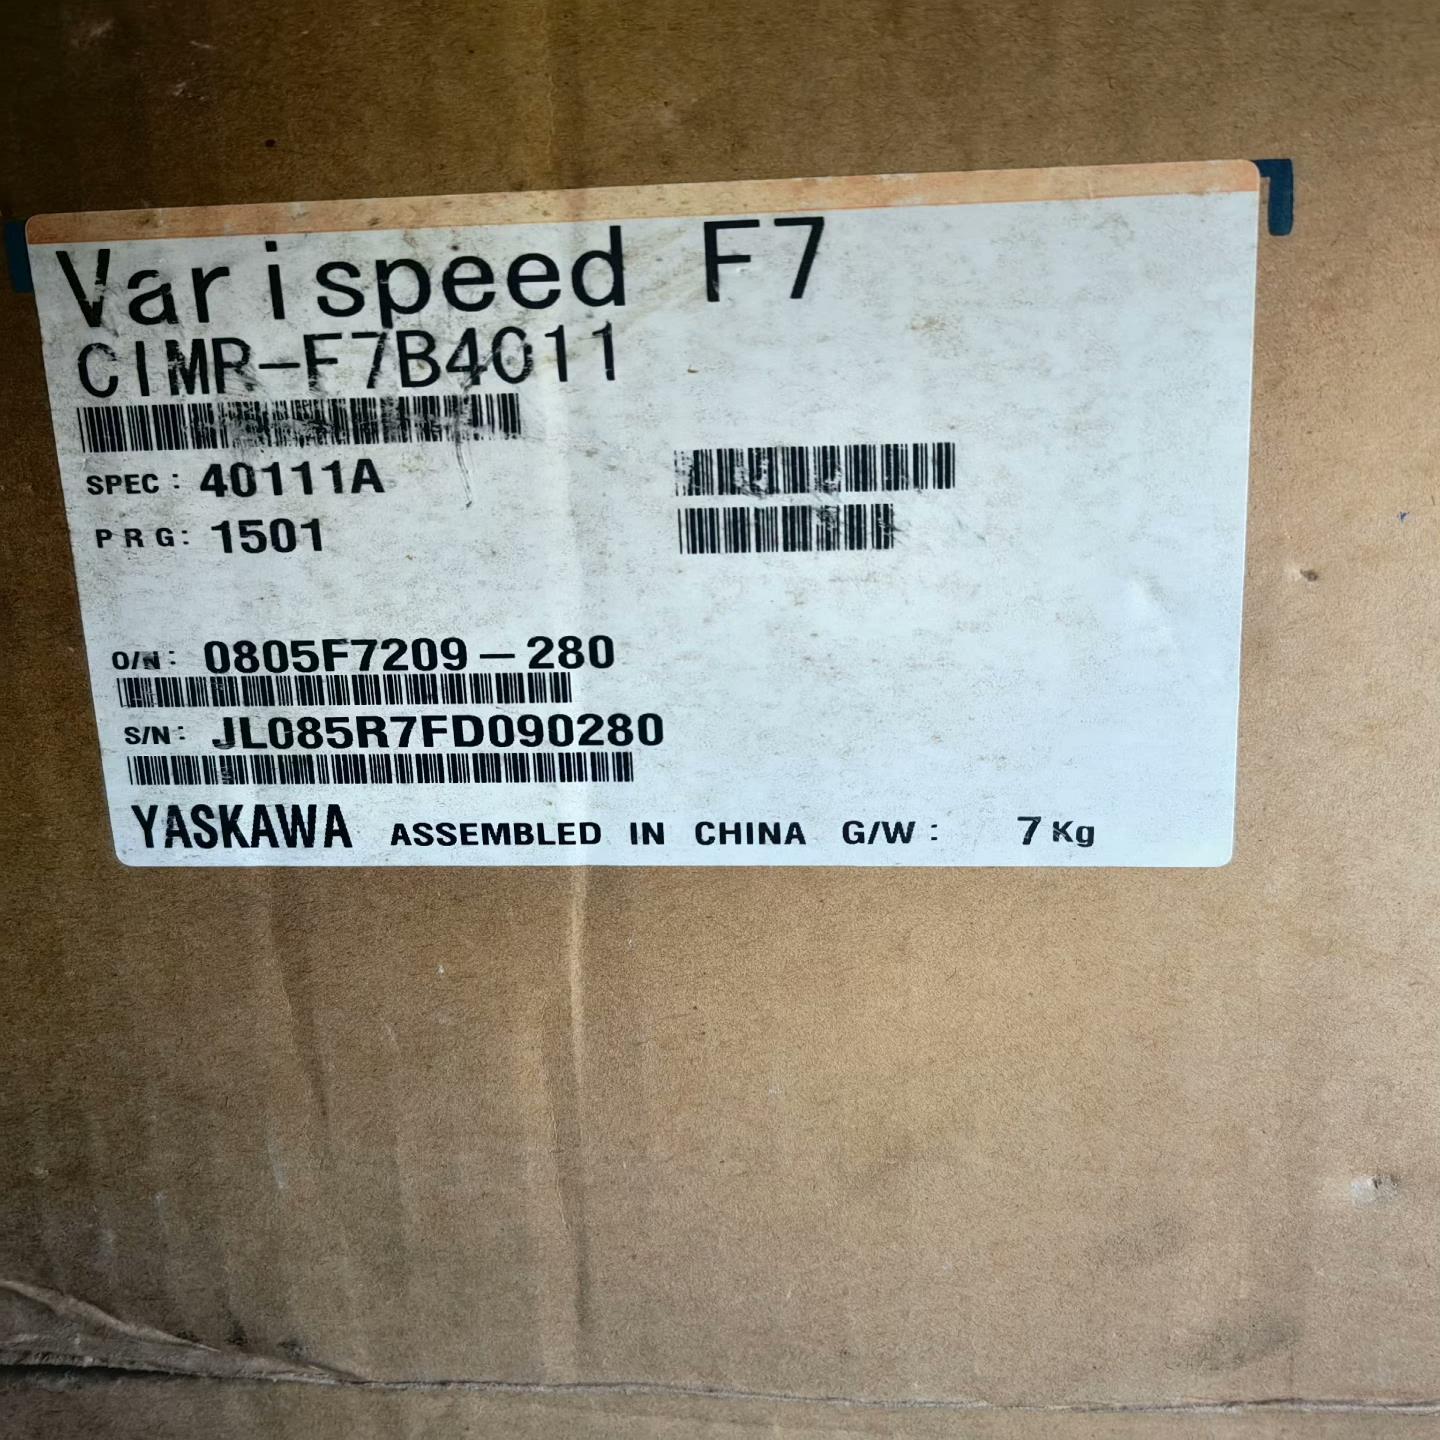 Varispeed F7
CIMR-F7B4011
SPEC: 40111A
PRG: 1501
O/N: 0805F7209-280
S/N: JL085R7FD090280
YASKAWA ASSEMBLED IN CHINA G/W: 7Kg